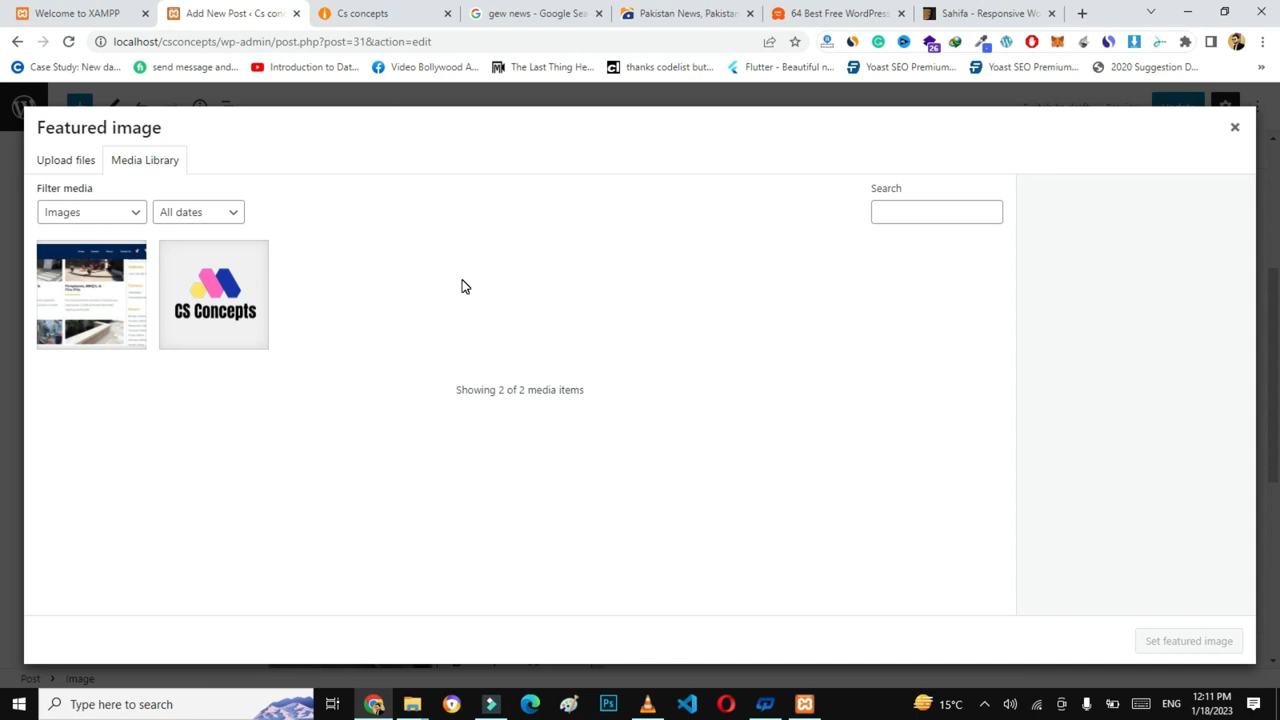 Welcome to XAMPP
Add New Post ‹ Cs conc
Cs concepts
gew news - Google Sea
Pakistan News, Pakistan
64 Best Free WordPress
Sahifa - Responsive Wo
localhost/csconcepts/wp-admin/post.php?post=31&action=edit
26
Case Study: New da...
send message and...
Introduction to Dat...
Video Bollywood A...
The Last Thing He...
thanks codelist but...
Flutter - Beautiful n...
Yoast SEO Premium...
Yoast SEO Premium...
2020 Suggestion D...
»
Featured image
Upload files
Media Library
Filter media
Search
Images
All dates
CS Concepts
Showing 2 of 2 media items
Set featured image
Post
Image
Type here to search
Ps
15°C
ENG
12:11 PM
1/18/2023